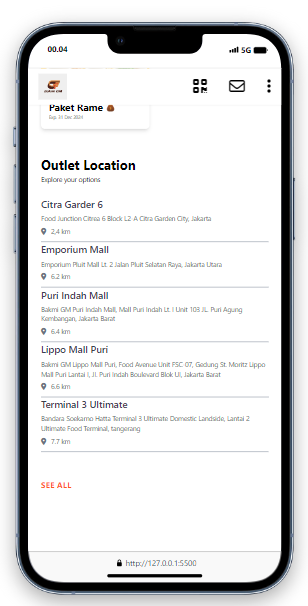 00.04
5G
Paket Rame
Exp. 31 Dec 2024
Outlet Location
Explore your options
Citra Garder 6
Food Junction Citrea 6 Block L2-A Citra Garden City, Jakarta
2,4 km
Emporium Mall
Emporium Pluit Mall Lt. 2 Jalan Pluit Selatan Raya, Jakarta Utara
6.2 km
Puri Indah Mall
Bakmi GM Puri Indah Mall, Mall Puri Indah Lt. I Unit 103 JL. Puri Agung
Kembangan, Jakarta Barat
6.4 km
Lippo Mall Puri
Bakmi GM Lippo Mall Puri, Food Avenue Unit FSC 07, Gedung St. Moritz Lippo
Mall Puri Lantai I, Jl. Puri Indah Boulevard Blok UI, Jakarta Barat
6.6 km
Terminal 3 Ultimate
Bandara Soekarno Hatta Terminal 3 Ultimate Domestic Landside, Lantai 2
Ultimate Food Terminal, tangerang
7.7 km
SEE ALL
http://127.0.0.1:5500